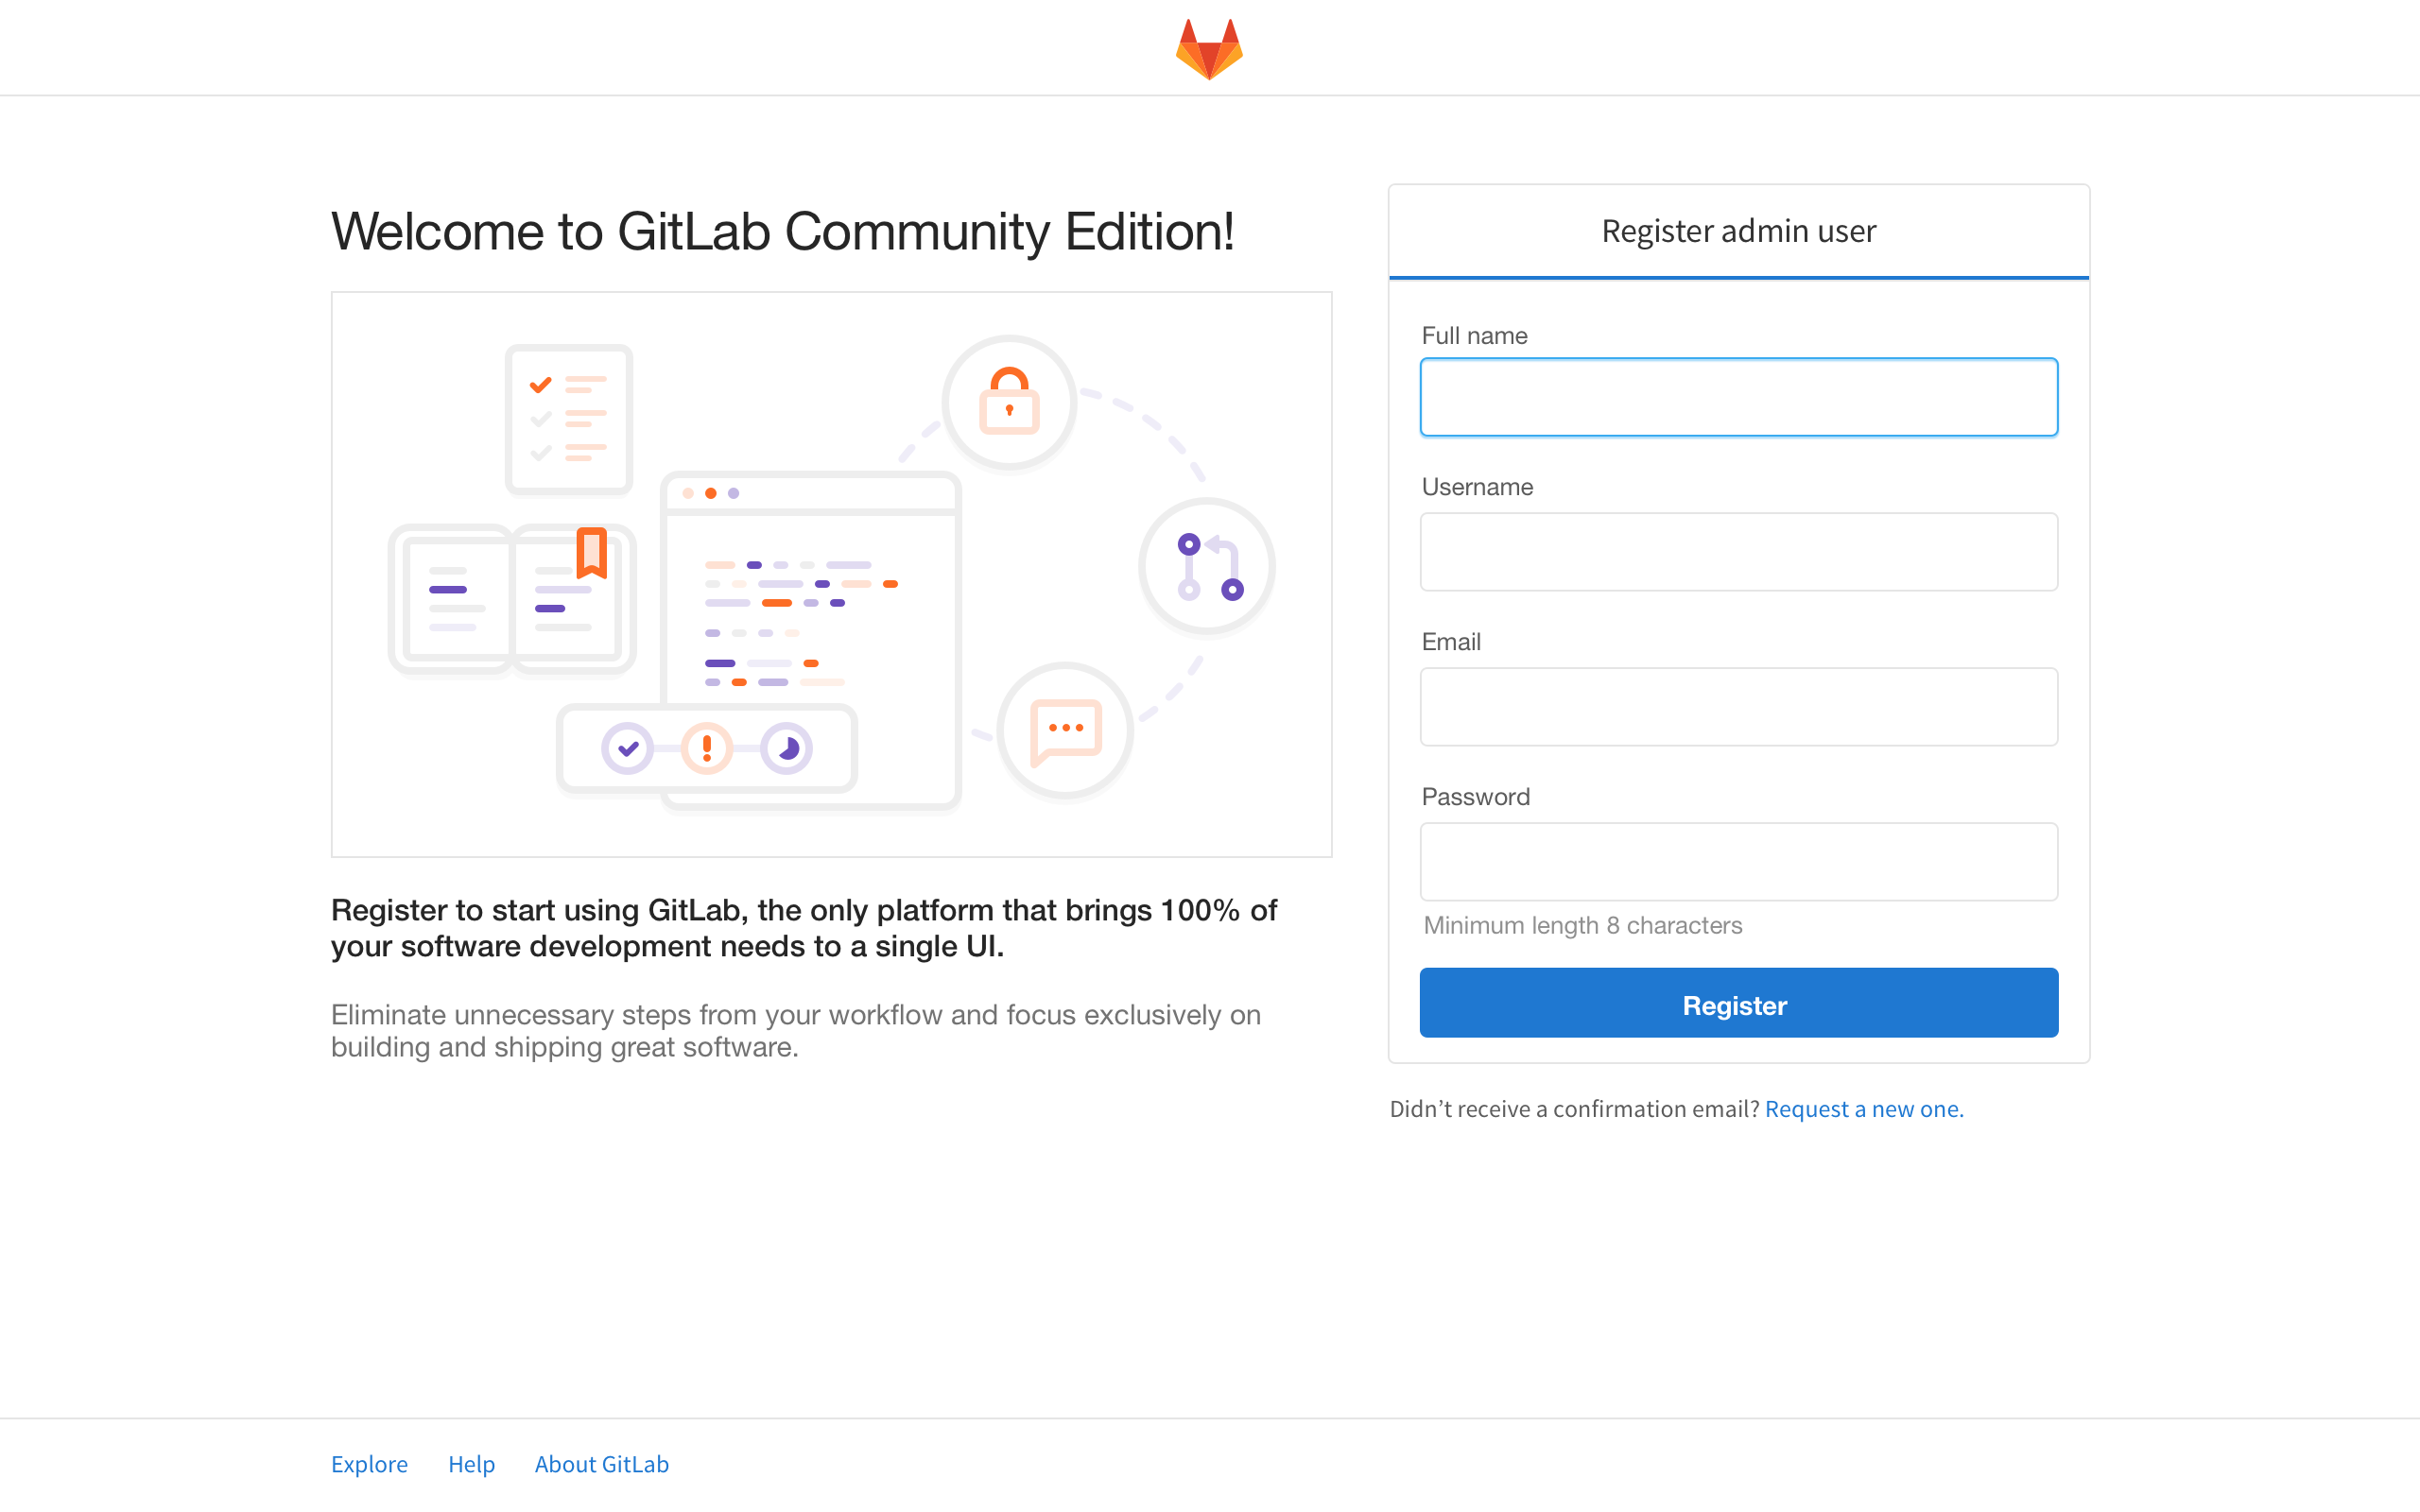 Welcome to GitLab Community Edition!
Register to start using GitLab, the only platform that brings 100% of
your software development needs to a single UI.
Eliminate unnecessary steps from your workflow and focus exclusively on
building and shipping great software.
Register admin user
Full name
Username
Email
Password
Minimum length 8 characters
Register
Didn’t receive a confirmation email? Request a new one.
Explore Help About GitLab